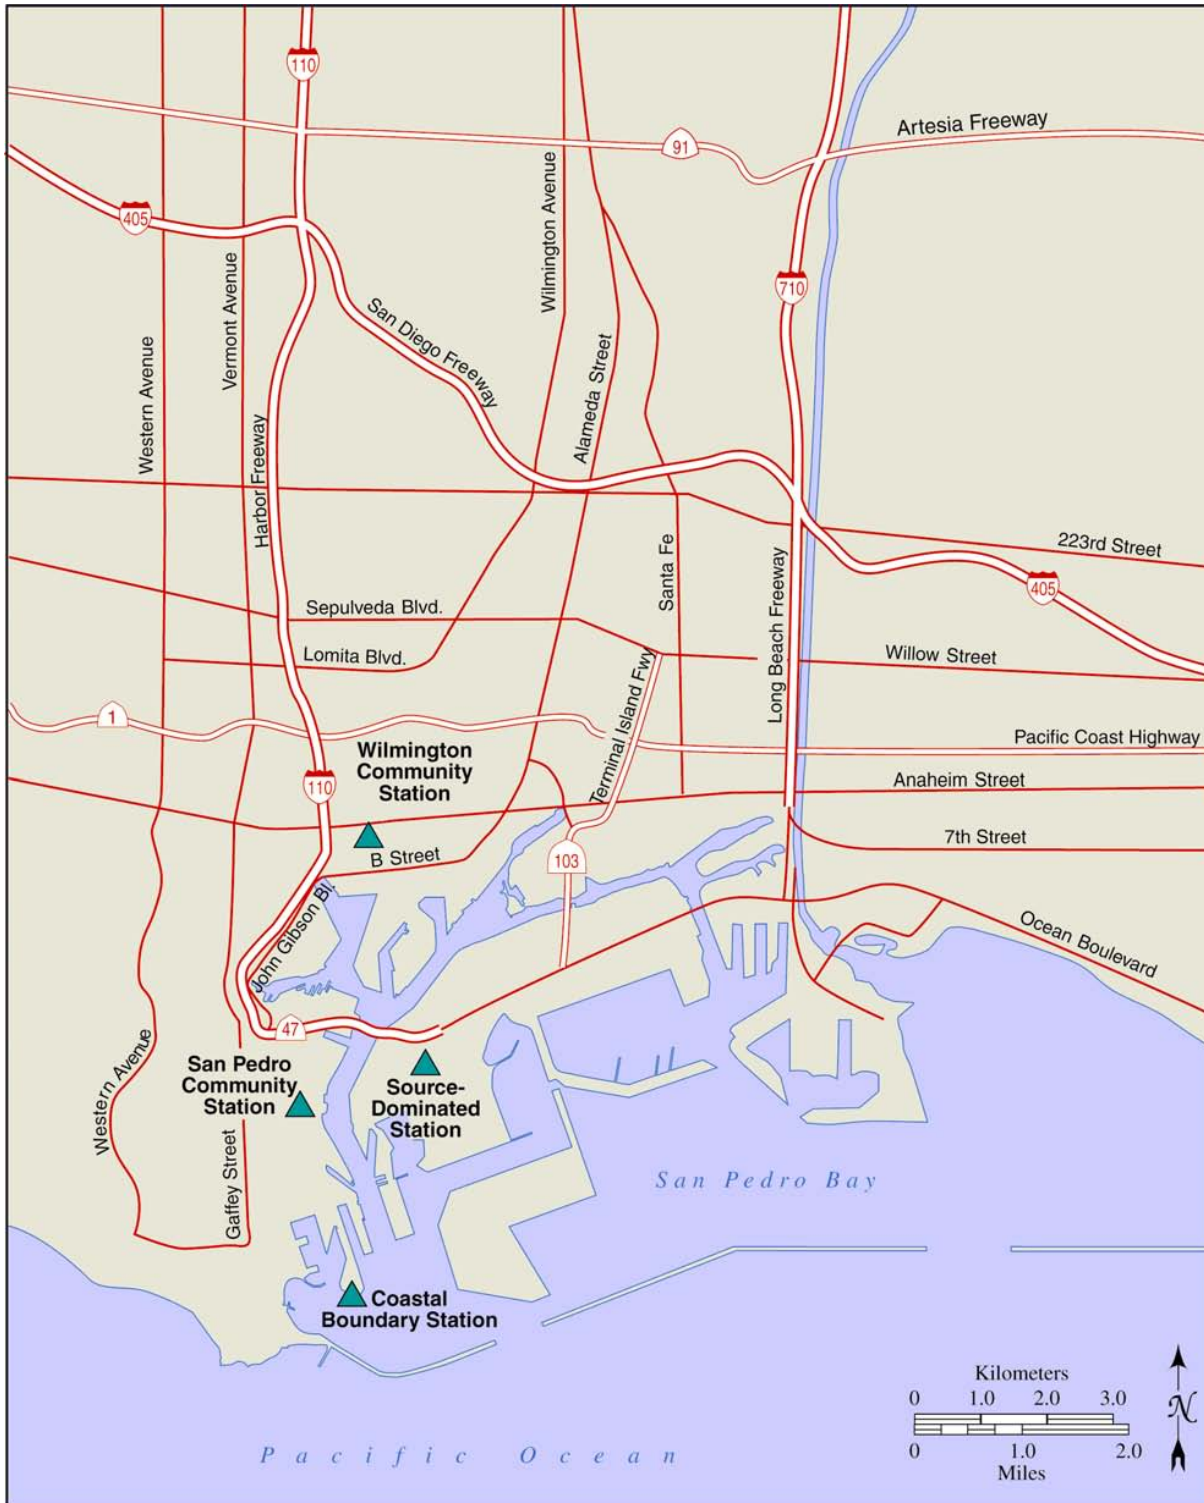 110
Artesia Freeway
91
405
Wilmington Avenue
Vermont Avenue
710
San Diego Freeway
Western Avenue
Alameda Street
Harbor Freeway
223rd Street
Santa Fe
Long Beach Freeway
405
Sepulveda Blvd.
Lomita Blvd.
Willow Street
Terminal Island Fwy
1
Pacific Coast Highway
Wilmington
Community
Station
110
Anaheim Street
7th Street
B Street
103
John Gibson Bl.
Ocean Boulevard
47
Western Avenue
San Pedro
Community
Station
Source-
Dominated
Station
Gaffey Street
San Pedro Bay
Coastal
Boundary Station
Kilometers
0 1.0 2.0 3.0
N
0 1.0 2.0
Miles
Pacific Ocean